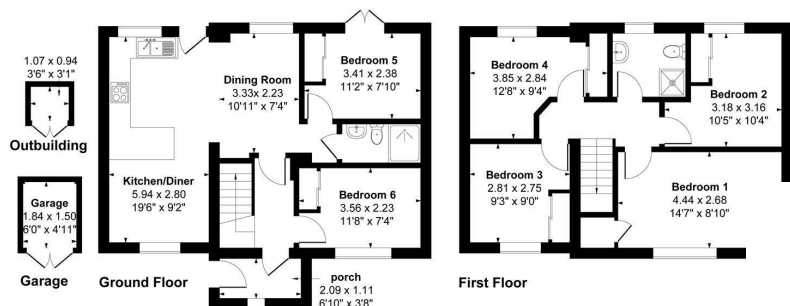 1.07 x 0.94
3'6" x 3'1"
Outbuilding
Garage
1.84 x 1.50
6'0" x 4'11"
Garage
Kitchen/Diner
5.94 x 2.80
19'6" x 9'2"
Dining Room
3.33x 2.23
10'11" x 7'4"
Bedroom 5
3.41 x 2.38
11'2" x 7'10"
Bedroom 6
3.56 x 2.23
11'8" x 7'4"
porch
2.09 x 1.11
6'10" x 3'8"
Ground Floor
Bedroom 4
3.85 x 2.84
12'8" x 9'4"
Bedroom 2
3.18 x 3.16
10'5" x 10'4"
Bedroom 3
2.81 x 2.75
9'3" x 9'0"
Bedroom 1
4.44 x 2.68
14'7" x 8'10"
First Floor